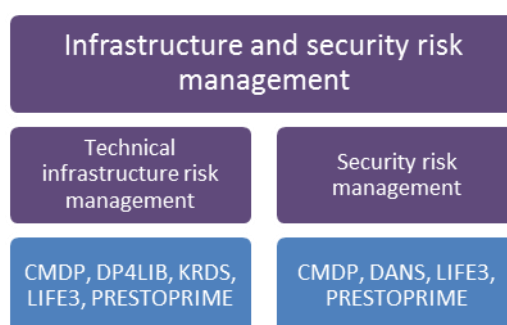 Infrastructure and security risk
management
Technical
infrastructure risk
management
Security risk
management
CMDP, DP4LIB, KRDS,
LIFE3, PRESTOPRIME
CMDP, DANS, LIFE3,
PRESTOPRIME